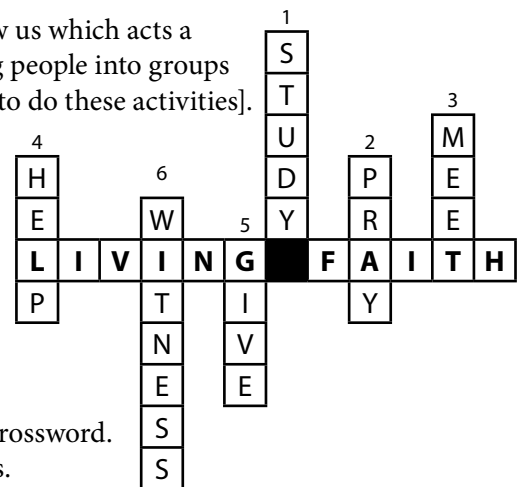 w us which acts a
g people into groups
to do these activities].
1
S
T
3
U M
4 2
H 6 D P E
E W 5 Y R E
L I V I N G F A I T H
P T I Y
N V
E E
rossword.
S
s.
S